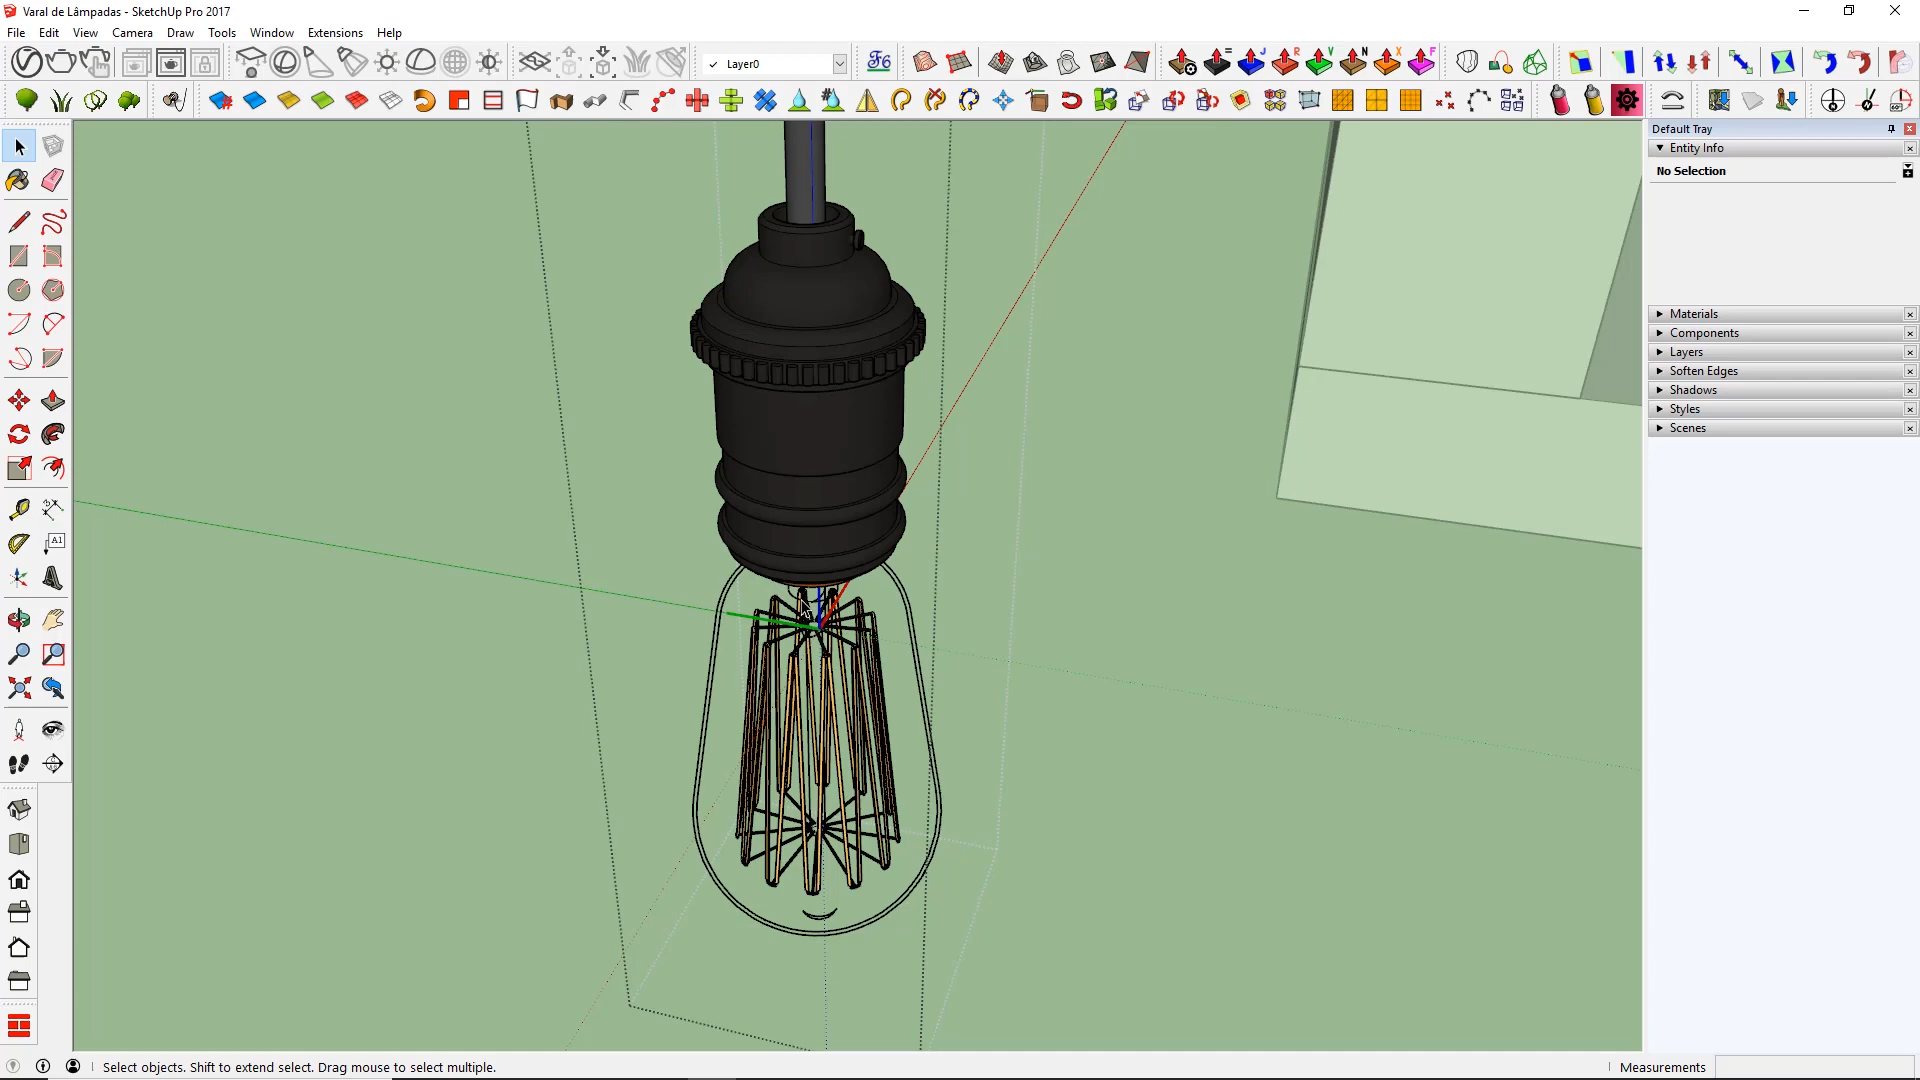 Varal de Lâmpadas - SketchUp Pro 2017
File Edit View Camera Draw Tools Window Extensions Help
Layer0
F6
= J R V N X F
Default Tray
Entity Info
No Selection
Materials
Components
Layers
Soften Edges
Shadows
Styles
Scenes
A1
Select objects. Shift to extend select. Drag mouse to select multiple.
Measurements